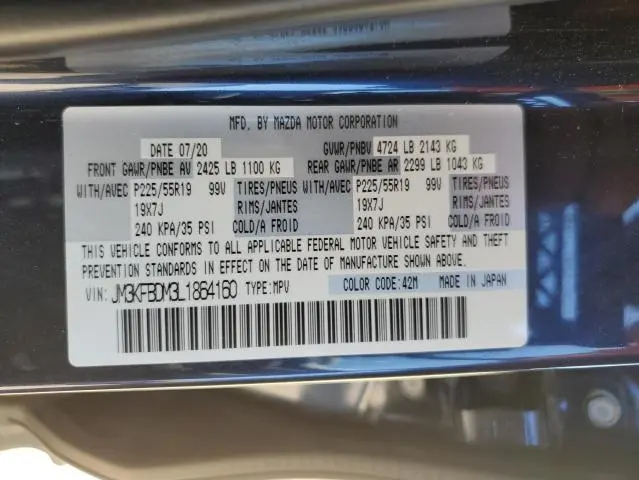 MFD. BY MAZDA MOTOR CORPORATION
DATE 07/20 GVWR/PNBV 4724 LB 2143 KG
FRONT GAWR/PNBE AV 2425 LB 1100 KG REAR GAWR/PNBE AR 2299 LB 1043 KG
WITH/AVEC P225/55R19 99V TIRES/PNEUS WITH/AVEC P225/55R19 99V TIRES/PNEUS
19X7J RIMS/JANTES 19X7J RIMS/JANTES
240 KPA/35 PSI COLD/A FROID 240 KPA/35 PSI COLD/A FROID
THIS VEHICLE CONFORMS TO ALL APPLICABLE FEDERAL MOTOR VEHICLE SAFETY AND THEFT
PREVENTION STANDARDS IN EFFECT ON THE DATE OF MANUFACTURE SHOWN ABOVE.
VIN: JM3KFBDM3L1864160 TYPE:MPV COLOR CODE:42M MADE IN JAPAN